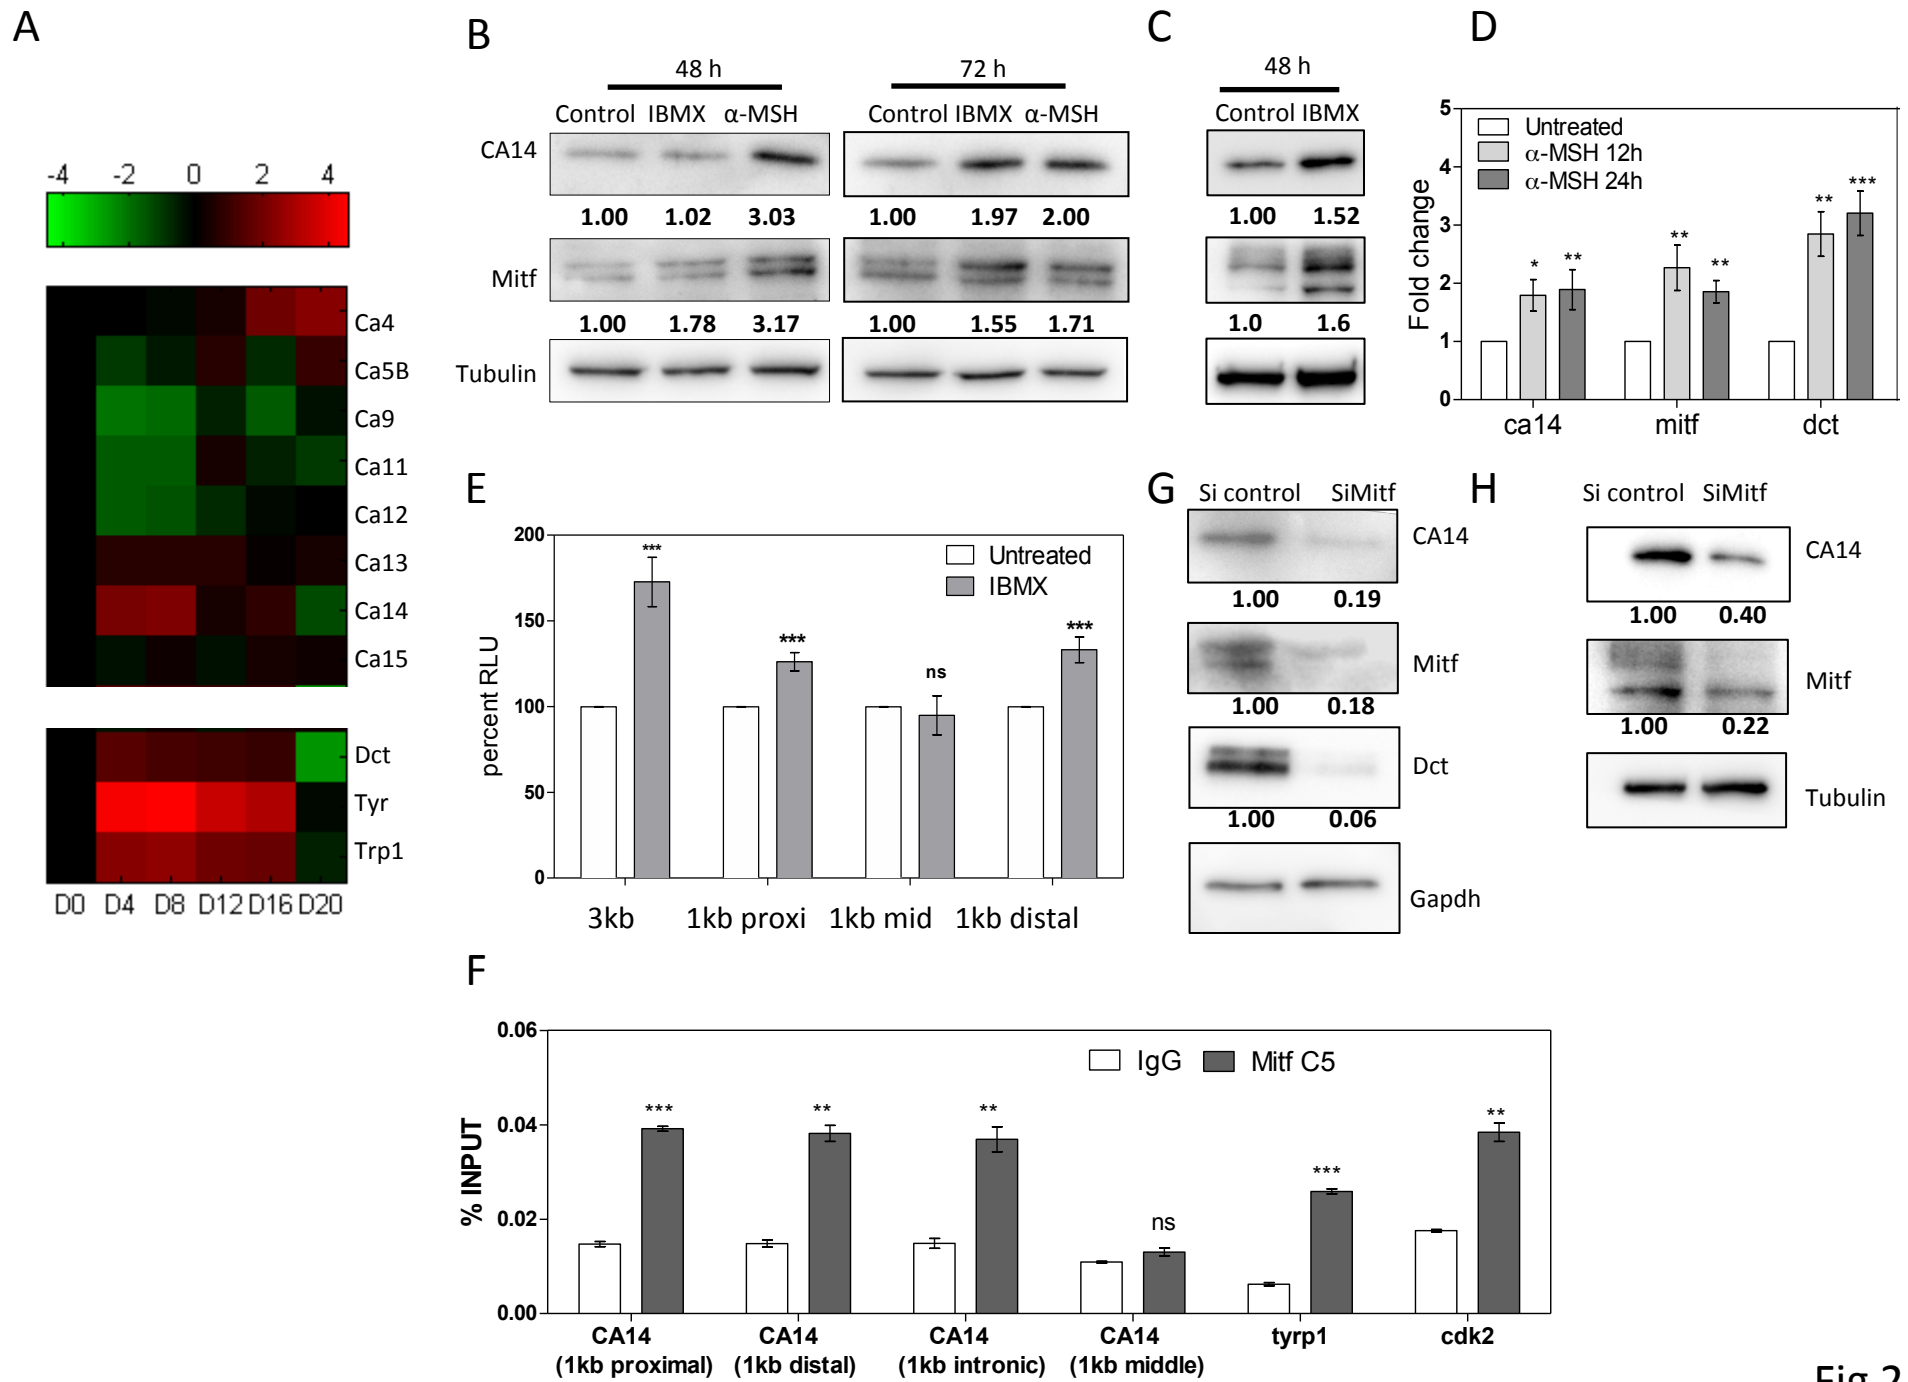 A
-4 -2 0 2 4
Ca4
Ca5B
Ca9
Ca11
Ca12
Ca13
Ca14
Ca15
Dct
Tyr
Trp1
D0 D4 D8 D12 D16 D20
B
48 h 72 h
Control IBMX α-MSH Control IBMX α-MSH
CA14
1.00 1.02 3.03 1.00 1.97 2.00
Mitf
1.00 1.78 3.17 1.00 1.55 1.71
Tubulin
C
48 h
Control IBMX
1.00 1.52
1.0 1.6
D
Fold change
5
4
3
2
1
0
Untreated
α-MSH 12h
α-MSH 24h
* ** ** ** ** ***
ca14 mitf dct
E
percent RLU
200
150
100
50
0
Untreated
IBMX
*** *** ns ***
3kb 1kb proxi 1kb mid 1kb distal
G
Si control SiMitf
CA14
1.00 0.19
Mitf
1.00 0.18
Dct
1.00 0.06
Gapdh
H
Si control SiMitf
CA14
1.00 0.40
Mitf
1.00 0.22
Tubulin
F
% INPUT
0.06
0.04
0.02
0.00
IgG Mitf C5
*** ** ** ns *** **
CA14 CA14 CA14 CA14 tyrp1 cdk2
(1kb proximal) (1kb distal) (1kb intronic) (1kb middle)
Fig 2